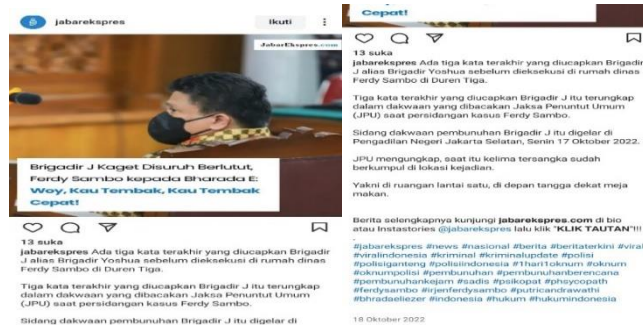 jabarekspres
Ikuti
JabarEkspres.com
Brigadir J Kaget Disuruh Berlutut,
Ferdy Sambo kepada Bharada E:
Woy, Kau Tembak, Kau Tembak
Cepat!
13 suka
jabarekspres Ada tiga kata terakhir yang diucapkan Brigadir
J alias Brigadir Yoshua sebelum dieksekusi di rumah dinas
Ferdy Sambo di Duren Tiga.
Tiga kata terakhir yang diucapkan Brigadir J itu terungkap
dalam dakwaan yang dibacakan Jaksa Penuntut Umum
(JPU) saat persidangan kasus Ferdy Sambo.
Sidang dakwaan pembunuhan Brigadir J itu digelar di
Cepat!
13 suka
jabarekspres Ada tiga kata terakhir yang diucapkan Brigadir
J alias Brigadir Yoshua sebelum dieksekusi di rumah dinas
Ferdy Sambo di Duren Tiga.
Tiga kata terakhir yang diucapkan Brigadir J itu terungkap
dalam dakwaan yang dibacakan Jaksa Penuntut Umum
(JPU) saat persidangan kasus Ferdy Sambo.
Sidang dakwaan pembunuhan Brigadir J itu digelar di
Pengadilan Negeri Jakarta Selatan, Senin 17 Oktober 2022.
JPU mengungkap, saat itu kelima tersangka sudah
berkumpul di lokasi kejadian.
Yakni di ruangan lantai satu, di depan tangga dekat meja
makan.
Berita selengkapnya kunjungi jabarekspres.com di bio
atau Instastories @jabarekspres lalu klik "KLIK TAUTAN"!!!
.
#jabarekspres #news #nasional #berita #beritaterkini #viral
#viralindonesia #kriminal #kriminalupdate #polisi
#polisiganteng #polisiindonesia #1hari1oknum #oknum
#oknumpolisi #pembunuhan #pembunuhanberencana
#pembunuhankejam #sadis #psikopat #phsycopath
#ferdysambo #irjenferdysambo #putricandrawathi
#bhradaeliezer #indonesia #hukum #hukumindonesia
18 Oktober 2022